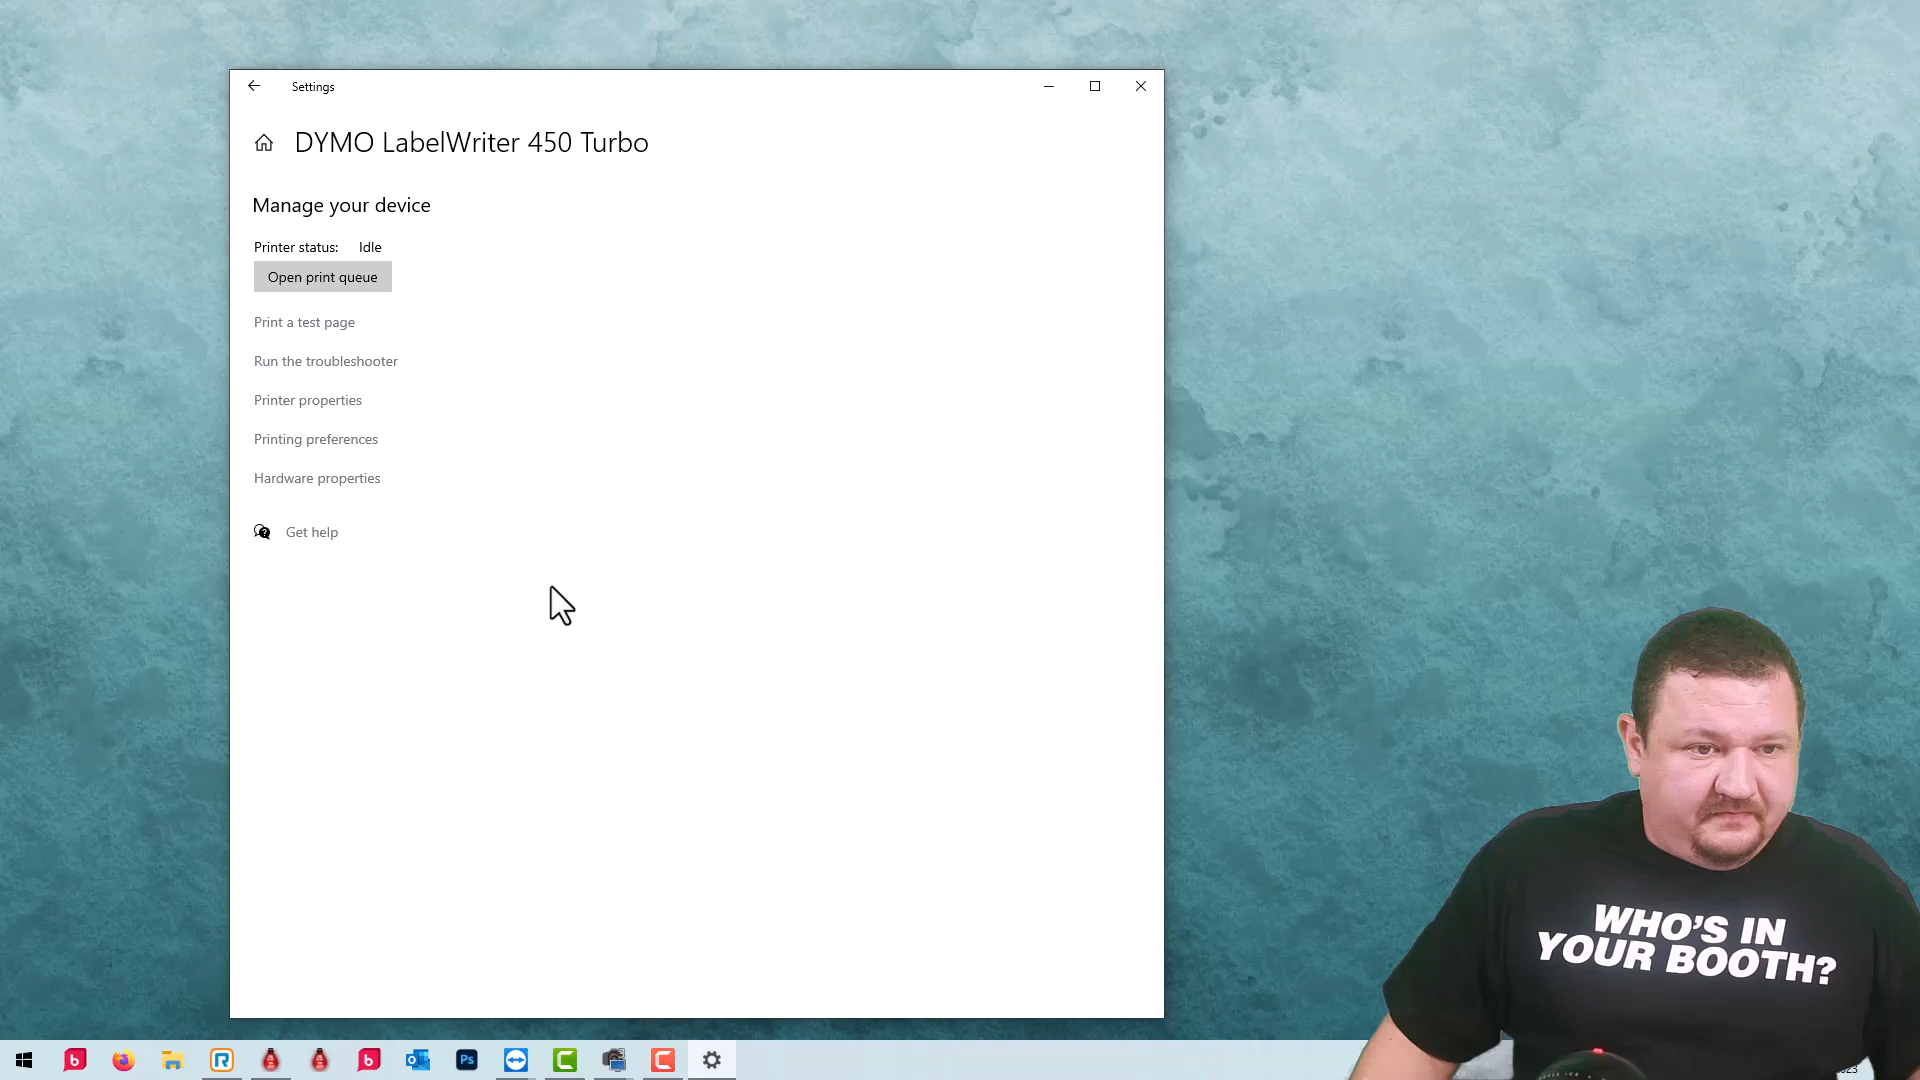 Settings
DYMO LabelWriter 450 Turbo
Manage your device
Printer status: Idle
Open print queue
Print a test page
Run the troubleshooter
Printer properties
Printing preferences
Hardware properties
Get help
WHO'S IN
YOUR BOOTH?
b
R
b
Ps